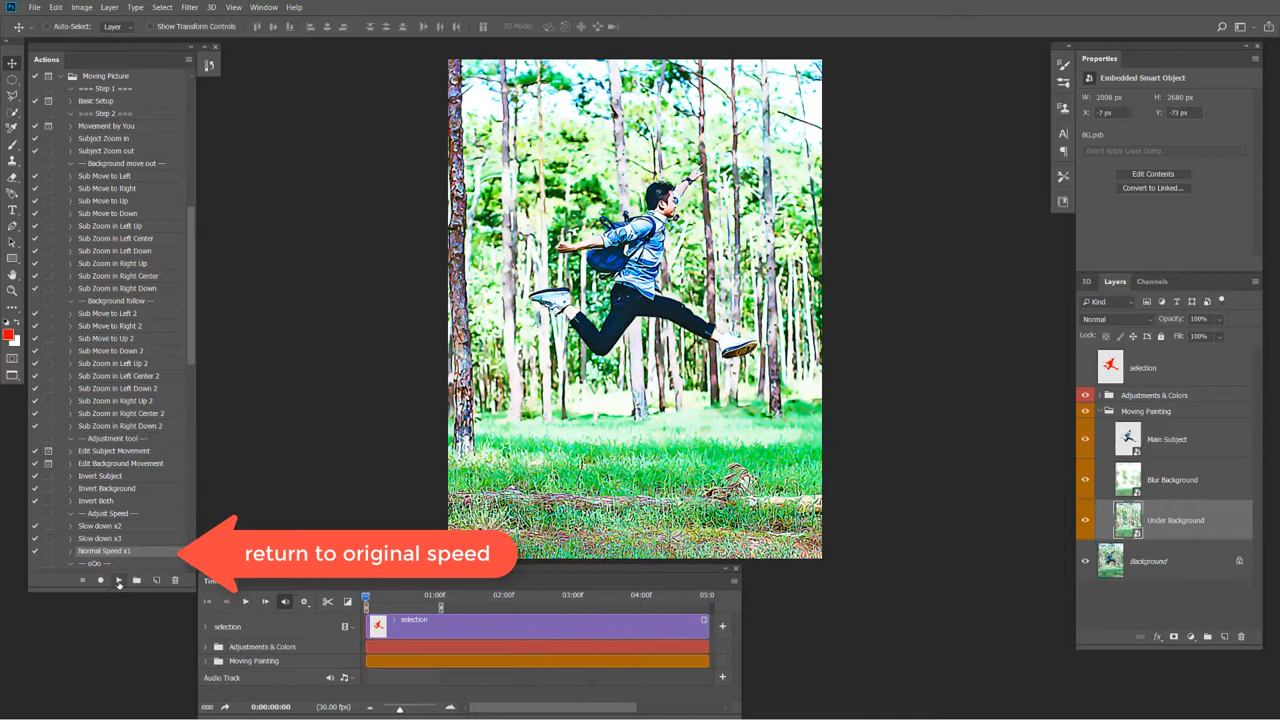 Ps File Edit Image Layer Type Select Filter 3D View Window Help
Auto-Select: Layer Show Transform Controls 3D Mode:
Actions
Moving Picture
=== Step 1 ===
Basic Setup
=== Step 2 ===
Movement by You
Subject Zoom in
Subject Zoom out
--- Background move out ---
Sub Move to Left
Sub Move to Right
Sub Move to Up
Sub Move to Down
Sub Zoom in Left Up
Sub Zoom in Left Center
Sub Zoom in Left Down
Sub Zoom in Right Up
Sub Zoom in Right Center
Sub Zoom in Right Down
--- Background follow ---
Sub Move to Left 2
Sub Move to Right 2
Sub Move to Up 2
Sub Move to Down 2
Sub Zoom in Left Up 2
Sub Zoom in Left Center 2
Sub Zoom in Left Down 2
Sub Zoom in Right Up 2
Sub Zoom in Right Center 2
Sub Zoom in Right Down 2
--- Adjustment tool ---
Edit Subject Movement
Edit Background Movement
Invert Subject
Invert Background
Invert Both
--- Adjust Speed ---
Slow down x2
Slow down x3
Normal Speed x1
--- oOo ---
return to original speed
01:00f 02:00f 03:00f 04:00f 05:0
selection
selection
Adjustments & Colors
Moving Painting
Audio Track
0:00:00:00 (30.00 fps)
Properties
Embedded Smart Object
W: 2008 px H: 2680 px
X: -7 px Y: -73 px
BG.psb
Don't Apply Layer Comp
Edit Contents
Convert to Linked...
3D Layers Channels
Kind
Normal Opacity: 100%
Lock: Fill: 100%
selection
Adjustments & Colors
Moving Painting
Main Subject
Blur Background
Under Background
Background